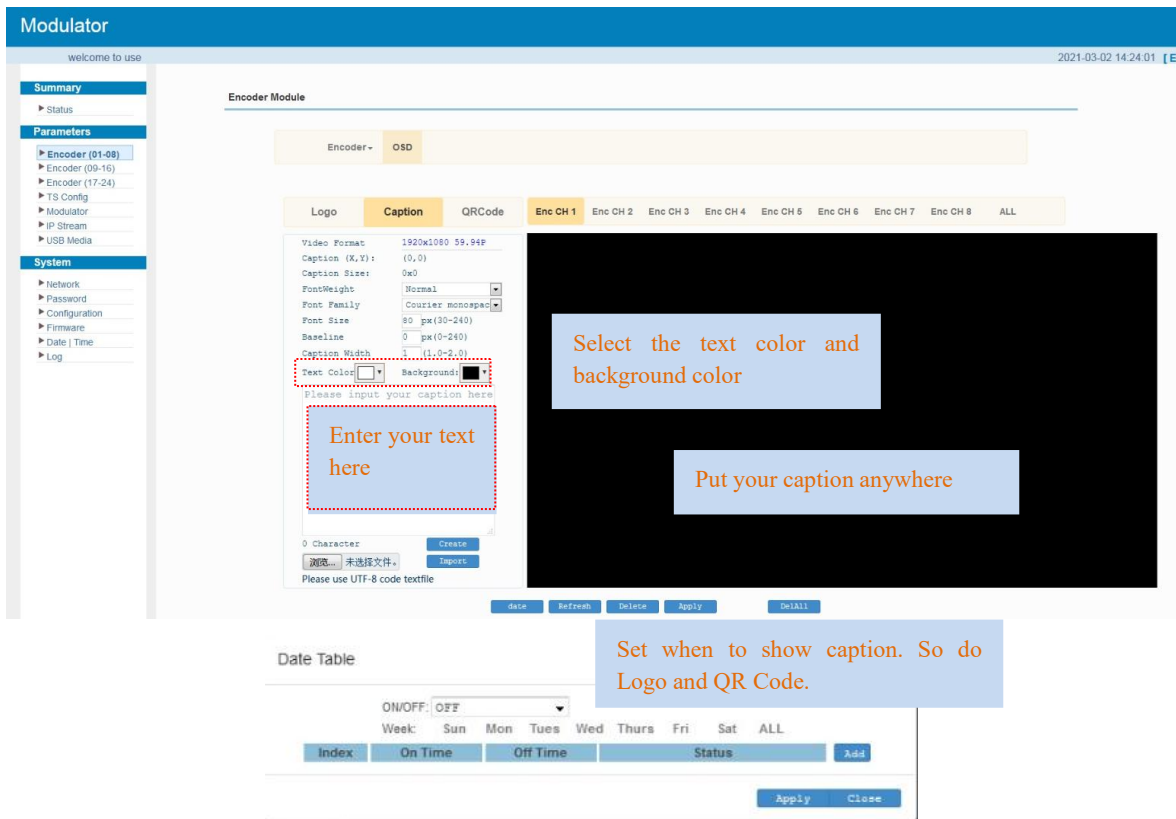 Modulator
welcome to use
2021-03-02 14:24:01 [ E
Summary
Status
Parameters
Encoder (01-08)
Encoder (09-16)
Encoder (17-24)
TS Config
Modulator
IP Stream
USB Media
System
Network
Password
Configuration
Firmware
Date | Time
Log
Encoder Module
Encoder OSD
Logo Caption QRCode Enc CH 1 Enc CH 2 Enc CH 3 Enc CH 4 Enc CH 5 Enc CH 6 Enc CH 7 Enc CH 8 ALL
Video Format 1920x1080 59.94P
Caption (X,Y): (0,0)
Caption Size: 0x0
FontWeight Normal
Font Family Courier monospac
Font Size 80 px(30-240)
Baseline 0 px(0-240)
Caption Width 1 (1.0-2.0)
Text Color Background:
Please input your caption here
Enter your text
here
0 Character Create
浏览... 未选择文件。 Import
Please use UTF-8 code textfile
Select the text color and
background color
Put your caption anywhere
date Refresh Delete Apply DelAll
Set when to show caption. So do
Logo and QR Code.
Date Table
ON/OFF: OFF
Week: Sun Mon Tues Wed Thurs Fri Sat ALL
Index On Time Off Time Status Add
Apply Close